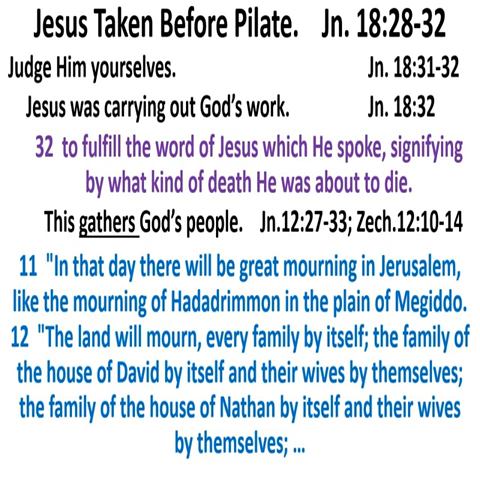 Jesus Taken Before Pilate. Jn. 18:28-32
Judge Him yourselves. Jn. 18:31-32
Jesus was carrying out God's work. Jn. 18:32
32 to fulfill the word of Jesus which He spoke, signifying
by what kind of death He was about to die.
This gathers God's people. Jn.12:27-33; Zech.12:10-14
11 "In that day there will be great mourning in Jerusalem,
like the mourning of Hadadrimmon in the plain of Megiddo.
12 "The land will mourn, every family by itself; the family of
the house of David by itself and their wives by themselves;
the family of the house of Nathan by itself and their wives
by themselves; ...